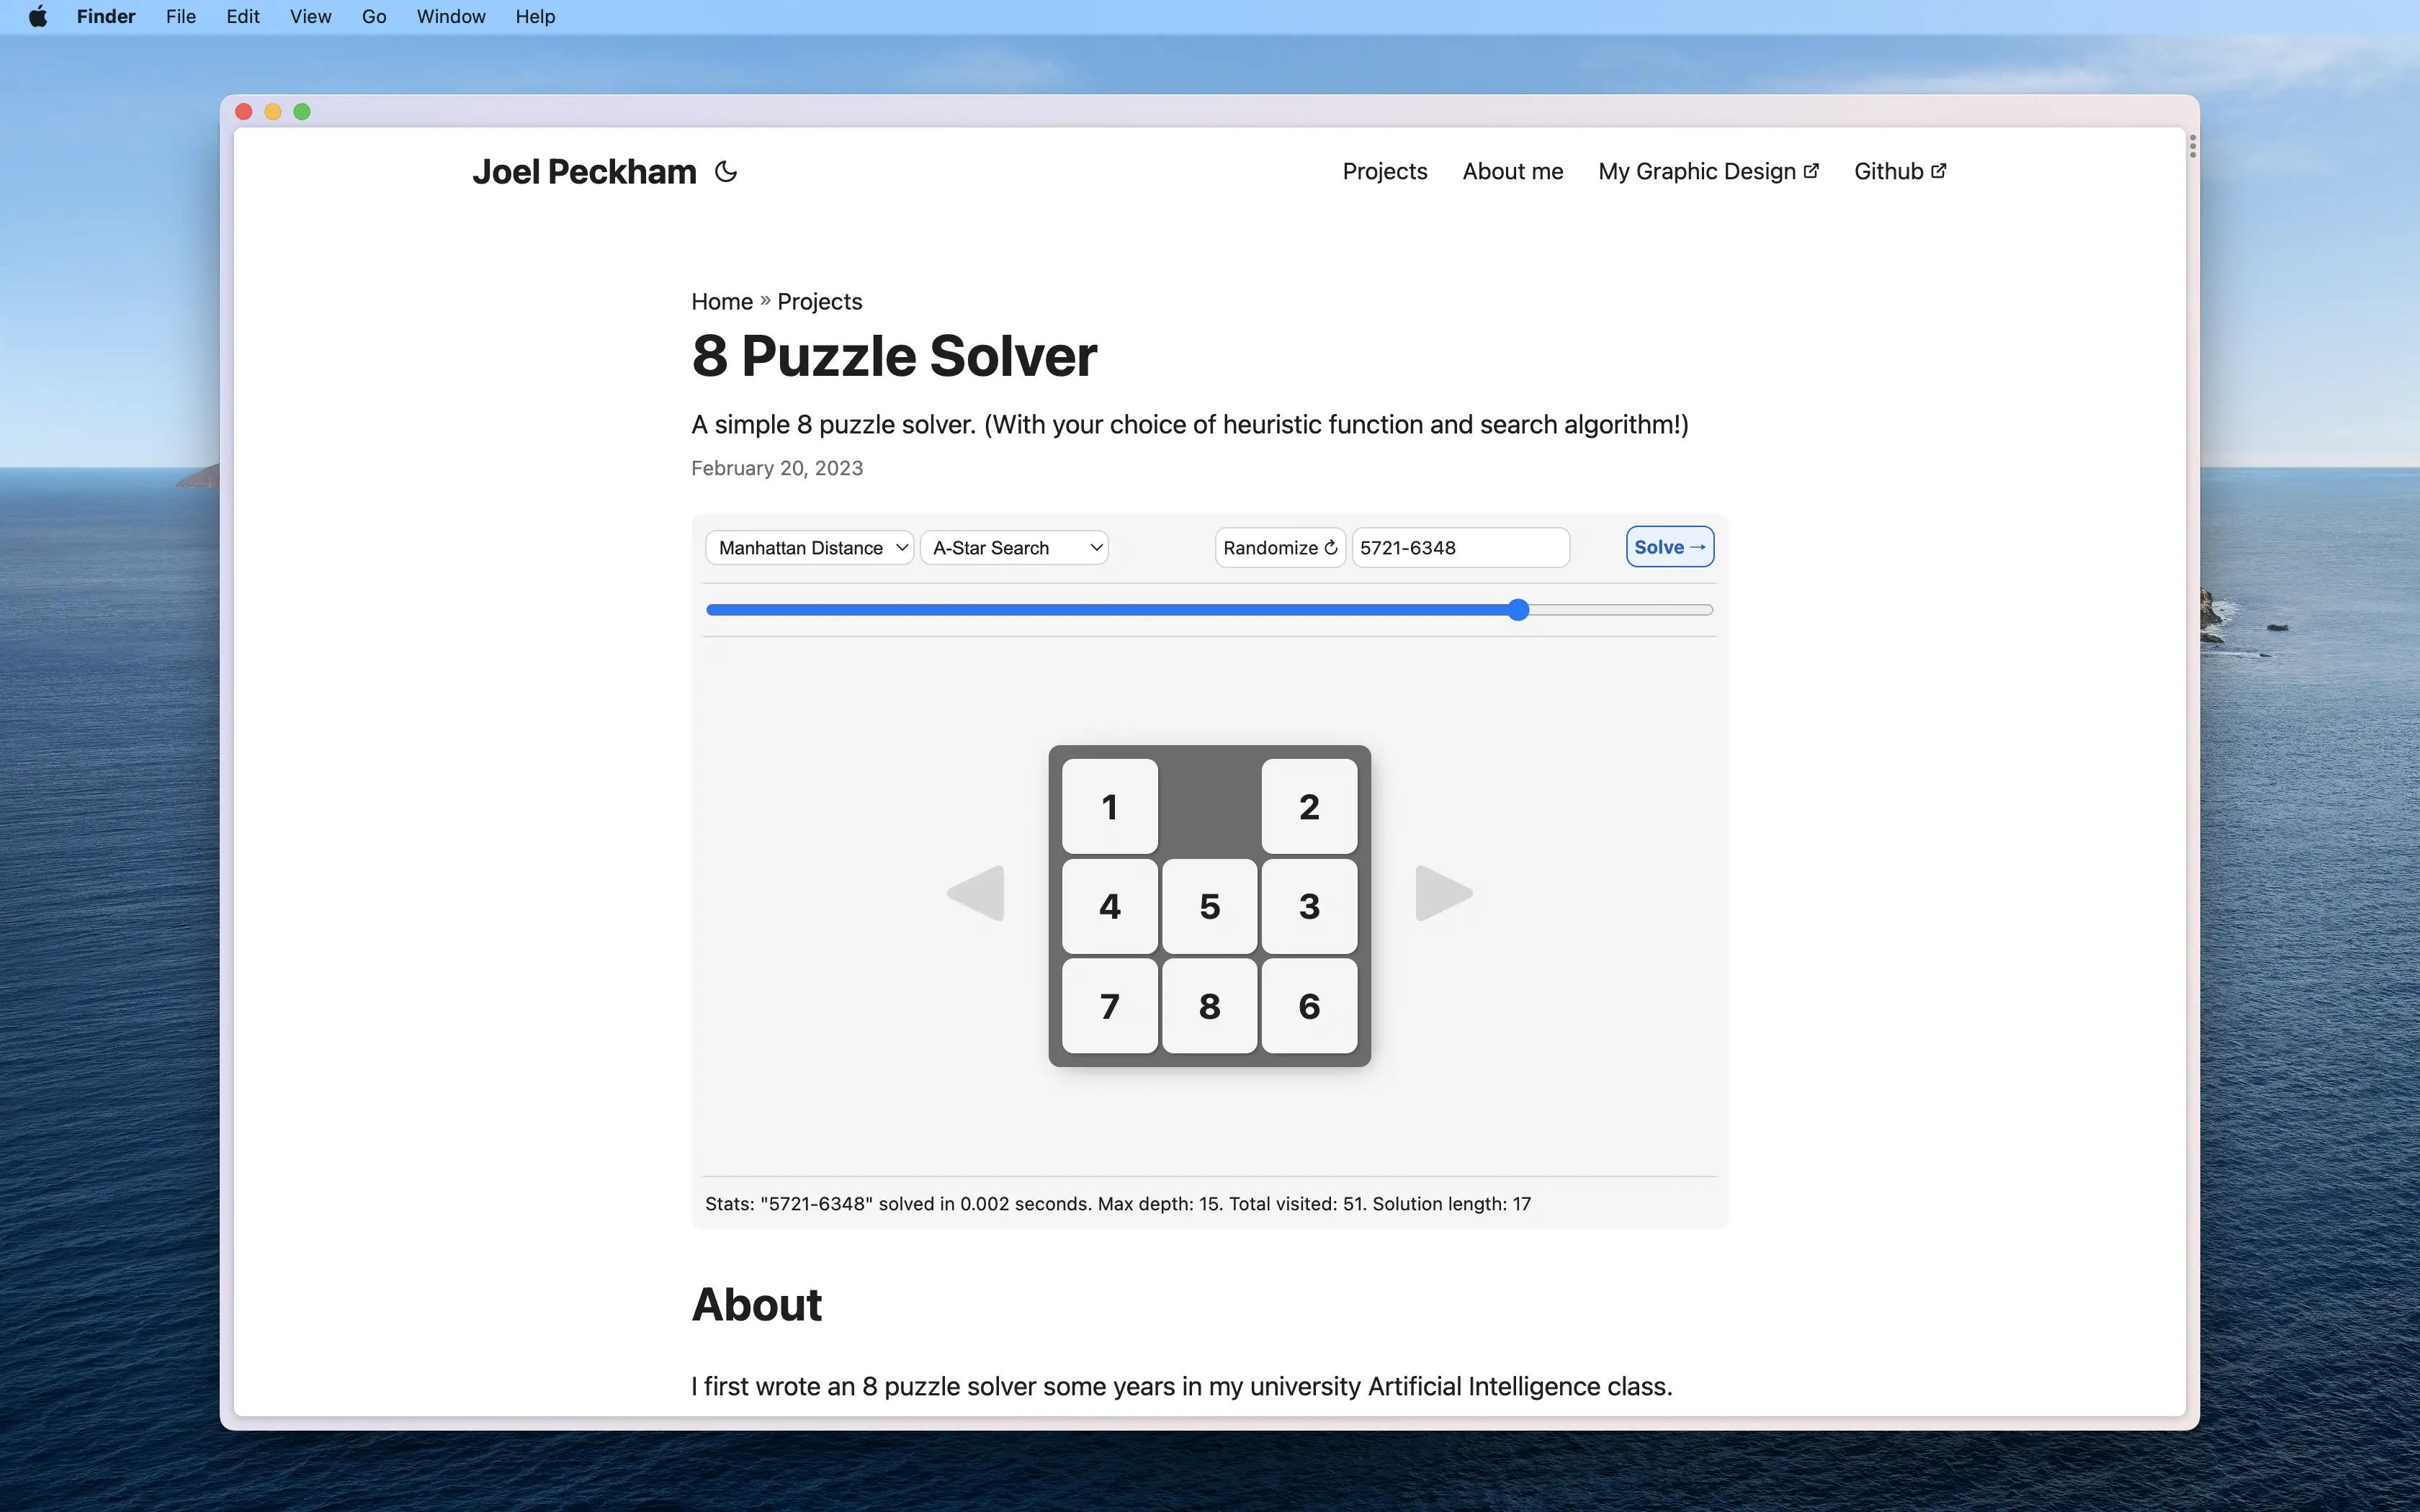 Finder File Edit View Go Window Help
Joel Peckham Projects About me My Graphic Design Github
Home » Projects
8 Puzzle Solver
A simple 8 puzzle solver. (With your choice of heuristic function and search algorithm!)
February 20, 2023
Manhattan Distance A-Star Search Randomize 5721-6348 Solve →
1 2
4 5 3
7 8 6
Stats: "5721-6348" solved in 0.002 seconds. Max depth: 15. Total visited: 51. Solution length: 17
About
I first wrote an 8 puzzle solver some years in my university Artificial Intelligence class.